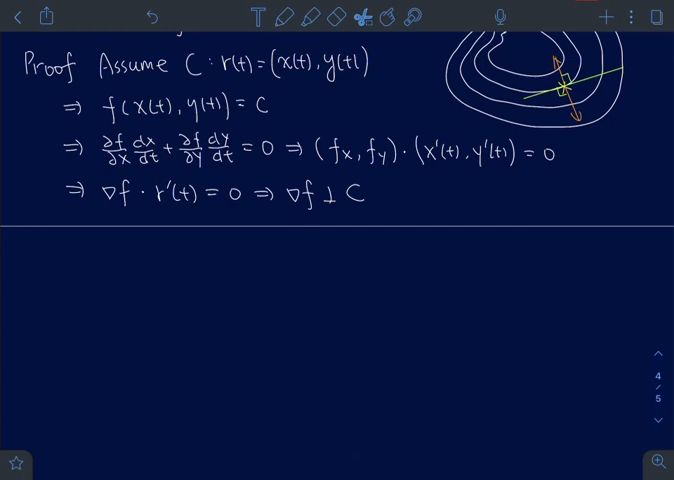 Proof Assume C : r(t) = (x(t), y(t))
⇒ f(x(t), y(t)) = C
⇒ ∂f/∂x dx/dt + ∂f/∂y dy/dt = 0 ⇒ (fx, fy) · (x'(t), y'(t)) = 0
⇒ ∇f · r'(t) = 0 ⇒ ∇f ⊥ C
4
/
5